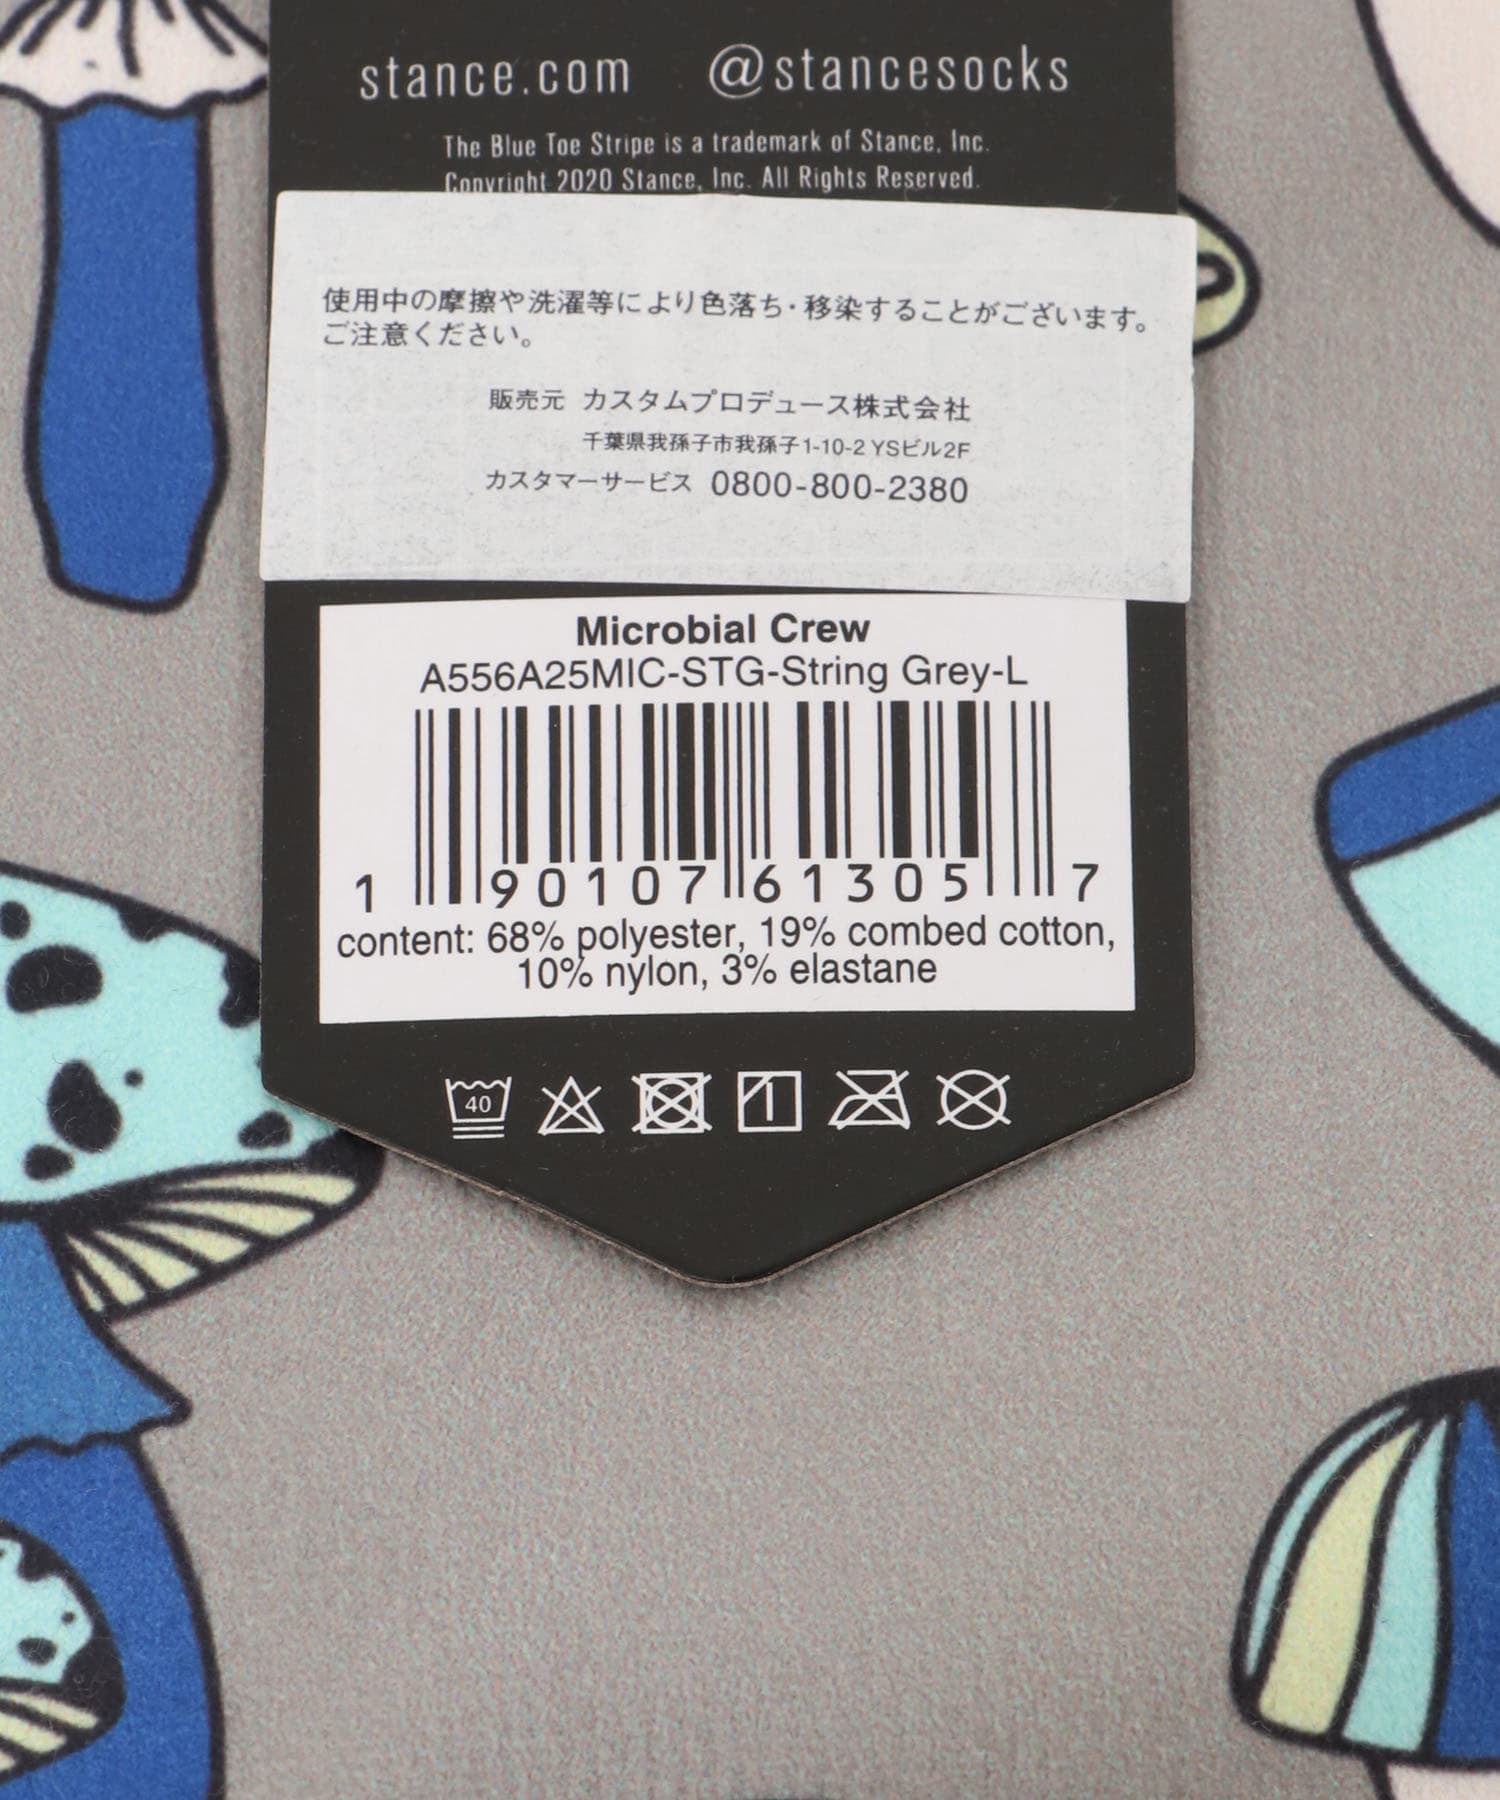 stance.com @stancesocks
The Blue Toe Stripe is a trademark of Stance, Inc.
Copyright 2020 Stance, Inc. All Rights Reserved.
使用中の摩擦や洗濯等により色落ち・移染することがございます。
ご注意ください。
販売元 カスタムプロデュース株式会社
千葉県我孫子市我孫子1-10-2 YSビル2F
カスタマーサービス 0800-800-2380
Microbial Crew
A556A25MIC-STG-String Grey-L
1 90107 61305 7
content: 68% polyester, 19% combed cotton,
10% nylon, 3% elastane
40